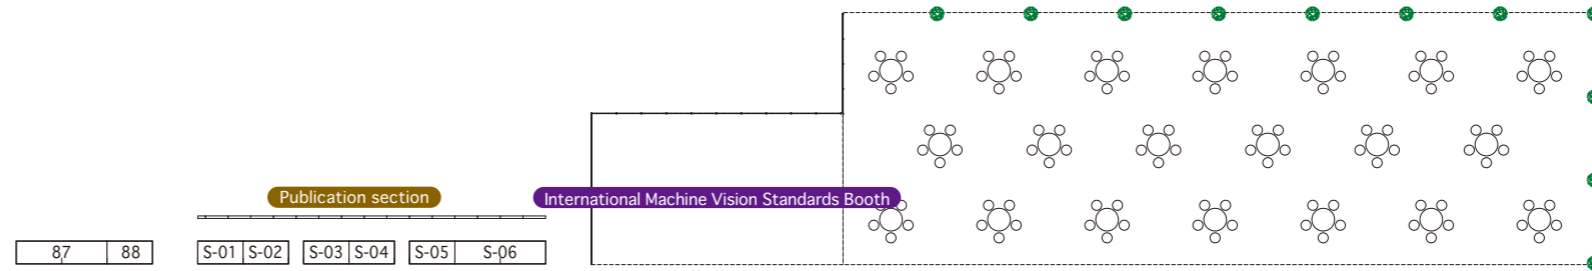 Publication section
International Machine Vision Standards Booth
87
88
S-01
S-02
S-03
S-04
S-05
S-06